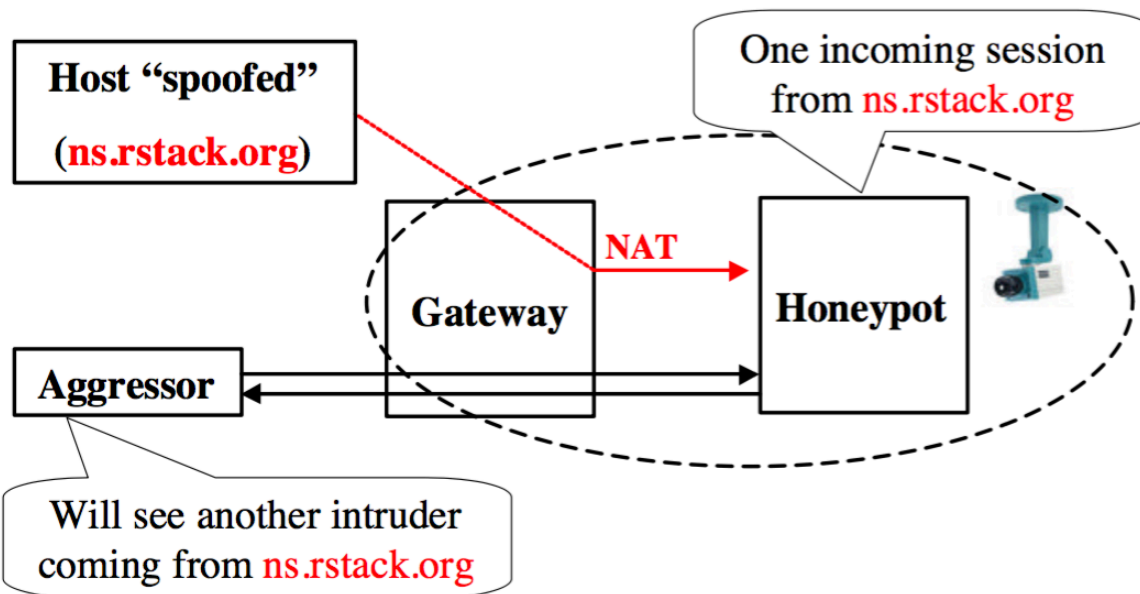 Host “spoofed”
(ns.rstack.org)
One incoming session
from ns.rstack.org
NAT
Gateway
Honeypot
Aggressor
Will see another intruder
coming from ns.rstack.org